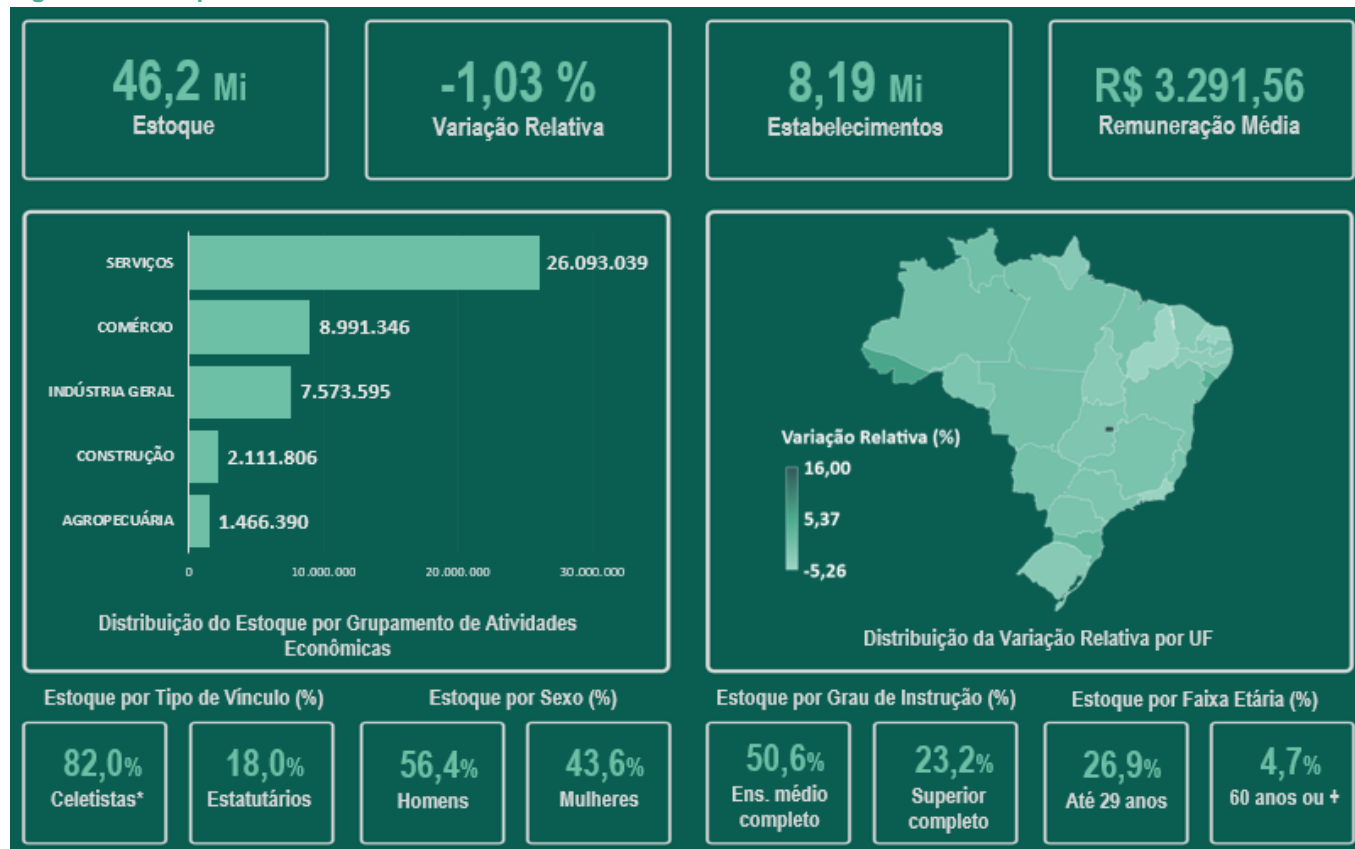 46,2 Mi
Estoque
-1,03 %
Variação Relativa
8,19 Mi
Estabelecimentos
R$ 3.291,56
Remuneração Média
SERVIÇOS
26.093.039
COMÉRCIO
8.991.346
INDÚSTRIA GERAL
7.573.595
CONSTRUÇÃO
2.111.806
AGROPECUÁRIA
1.466.390
0 10.000.000 20.000.000 30.000.000
Distribuição do Estoque por Grupamento de Atividades
Econômicas
Variação Relativa (%)
16,00
5,37
-5,26
Distribuição da Variação Relativa por UF
Estoque por Tipo de Vínculo (%)
82,0%
Celetistas*
18,0%
Estatutários
Estoque por Sexo (%)
56,4%
Homens
43,6%
Mulheres
Estoque por Grau de Instrução (%)
50,6%
Ens. médio
completo
23,2%
Superior
completo
Estoque por Faixa Etária (%)
26,9%
Até 29 anos
4,7%
60 anos ou +